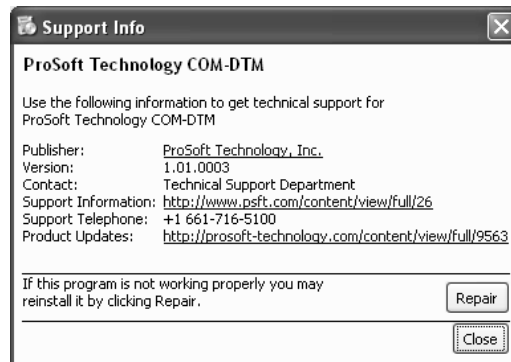 Support Info
ProSoft Technology COM-DTM
Use the following information to get technical support for
ProSoft Technology COM-DTM
Publisher: ProSoft Technology, Inc.
Version: 1.01.0003
Contact: Technical Support Department
Support Information: http://www.psft.com/content/view/full/26
Support Telephone: +1 661-716-5100
Product Updates: http://prosoft-technology.com/content/view/full/9563
If this program is not working properly you may
reinstall it by clicking Repair.
Repair
Close